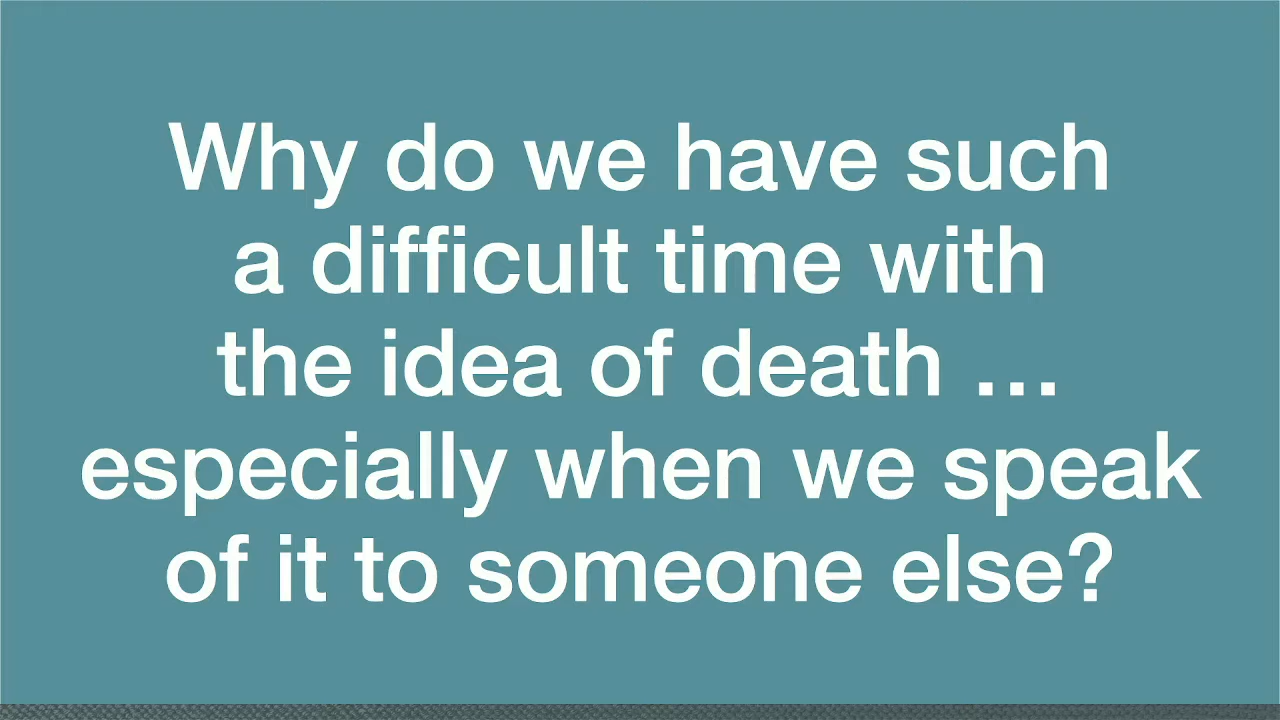 Why do we have such
a difficult time with
the idea of death ...
especially when we speak
of it to someone else?